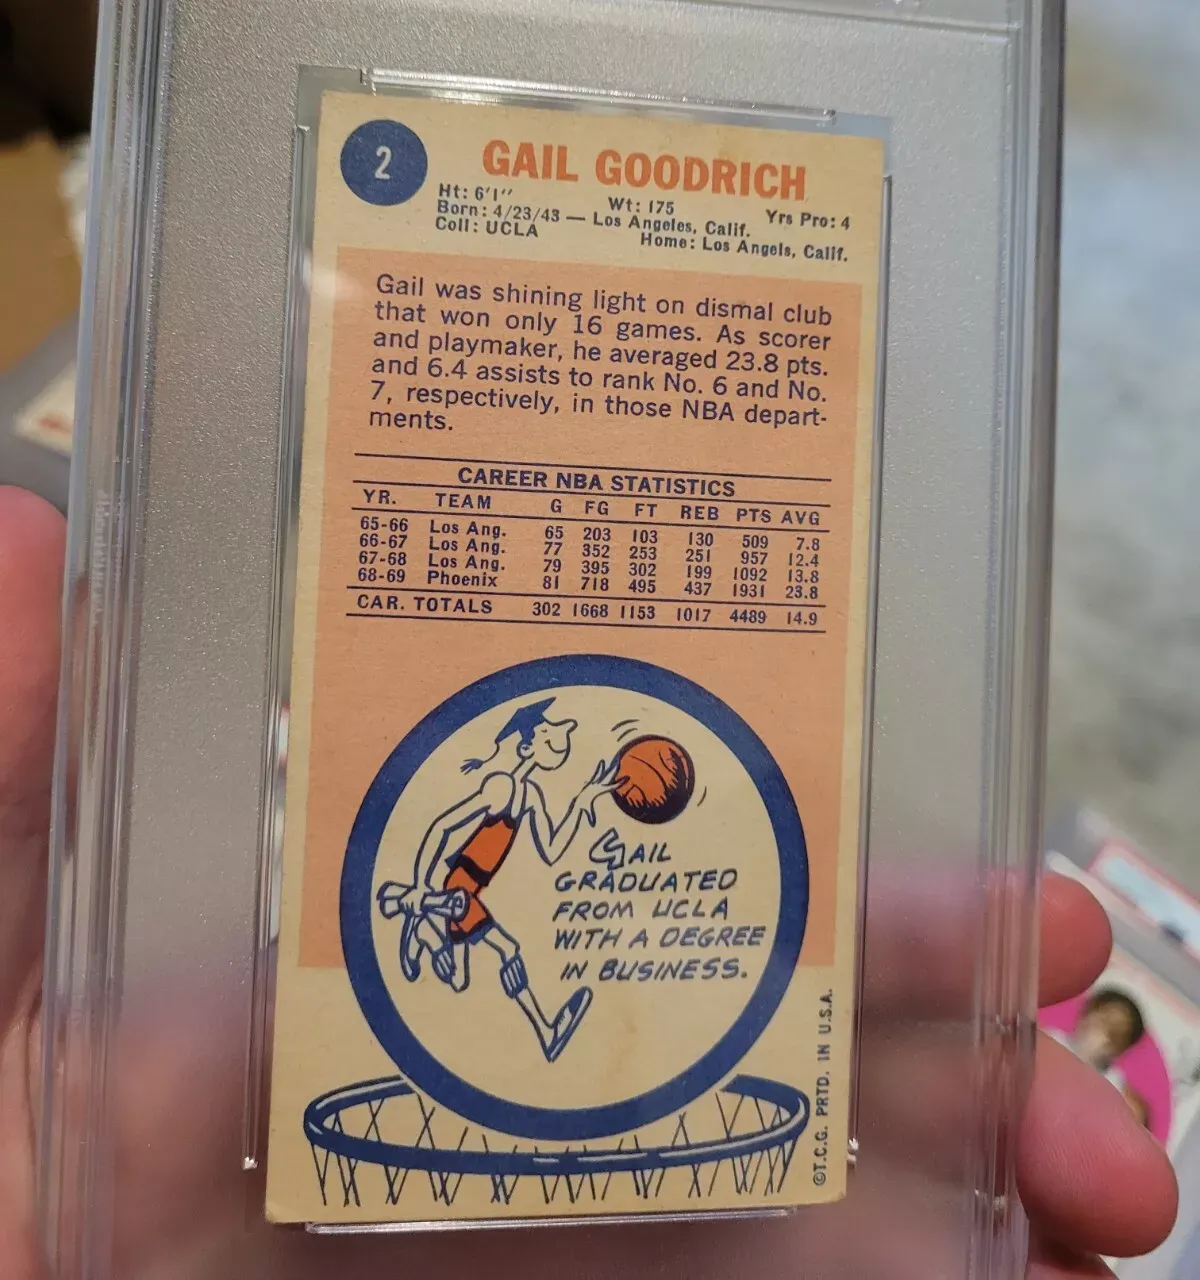 2
GAIL GOODRICH
Ht: 6'1'' Wt: 175 Yrs Pro: 4
Born: 4/23/43 — Los Angeles, Calif.
Coll: UCLA Home: Los Angels, Calif.
Gail was shining light on dismal club
that won only 16 games. As scorer
and playmaker, he averaged 23.8 pts.
and 6.4 assists to rank No. 6 and No.
7, respectively, in those NBA depart-
ments.
CAREER NBA STATISTICS
YR. TEAM G FG FT REB PTS AVG
65-66 Los Ang. 65 203 103 130 509 7.8
66-67 Los Ang. 77 352 253 251 957 12.4
67-68 Los Ang. 79 395 302 199 1092 13.8
68-69 Phoenix 81 718 495 437 1931 23.8
CAR. TOTALS 302 1668 1153 1017 4489 14.9
GAIL
GRADUATED
FROM UCLA
WITH A DEGREE
IN BUSINESS.
©T.C.G. PRTD. IN U.S.A.